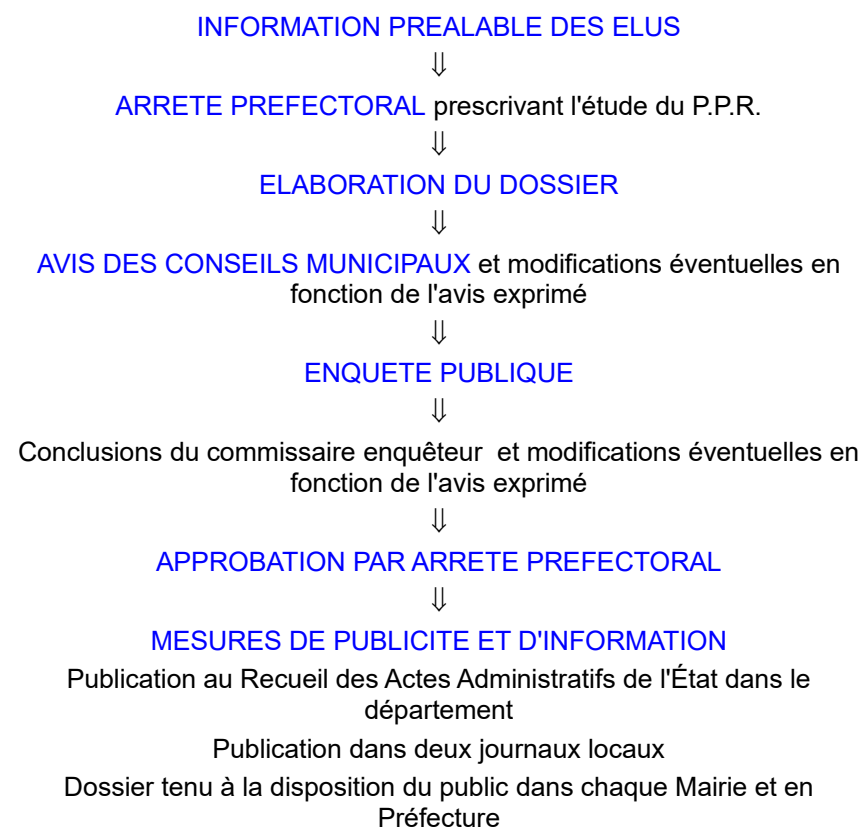 INFORMATION PREALABLE DES ELUS
⇓
ARRETE PREFECTORAL prescrivant l'étude du P.P.R.
⇓
ELABORATION DU DOSSIER
⇓
AVIS DES CONSEILS MUNICIPAUX et modifications éventuelles en
fonction de l'avis exprimé
⇓
ENQUETE PUBLIQUE
⇓
Conclusions du commissaire enquêteur et modifications éventuelles en
fonction de l'avis exprimé
⇓
APPROBATION PAR ARRETE PREFECTORAL
⇓
MESURES DE PUBLICITE ET D'INFORMATION
Publication au Recueil des Actes Administratifs de l'État dans le
département
Publication dans deux journaux locaux
Dossier tenu à la disposition du public dans chaque Mairie et en
Préfecture